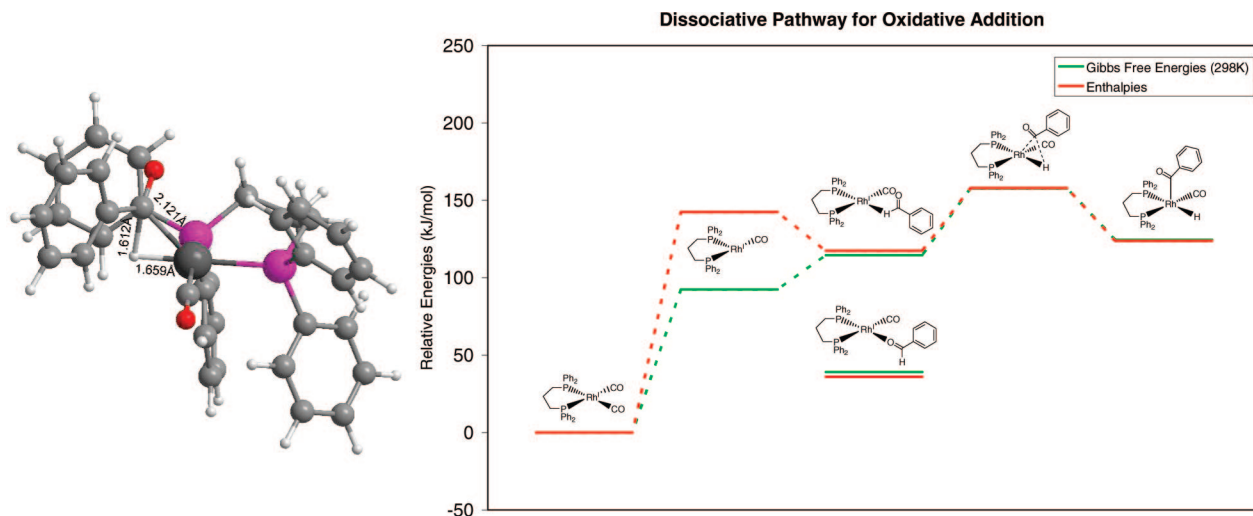 Dissociative Pathway for Oxidative Addition
250
200
150
100
50
0
-50
Relative Energies (kJ/mol)
Gibbs Free Energies (298K)
Enthalpies
2.121Å
1.612Å
1.659Å
Ph2
P
Rh
CO
CO
P
Ph2
Ph2
P
Rh
CO
P
Ph2
Ph2
P
Rh
CO
O
H
C
P
Ph2
Ph2
P
Rh
CO
O
H
P
Ph2
O
Ph2
P
Rh
CO
H
P
Ph2
O
Ph2
P
Rh
CO
H
P
Ph2